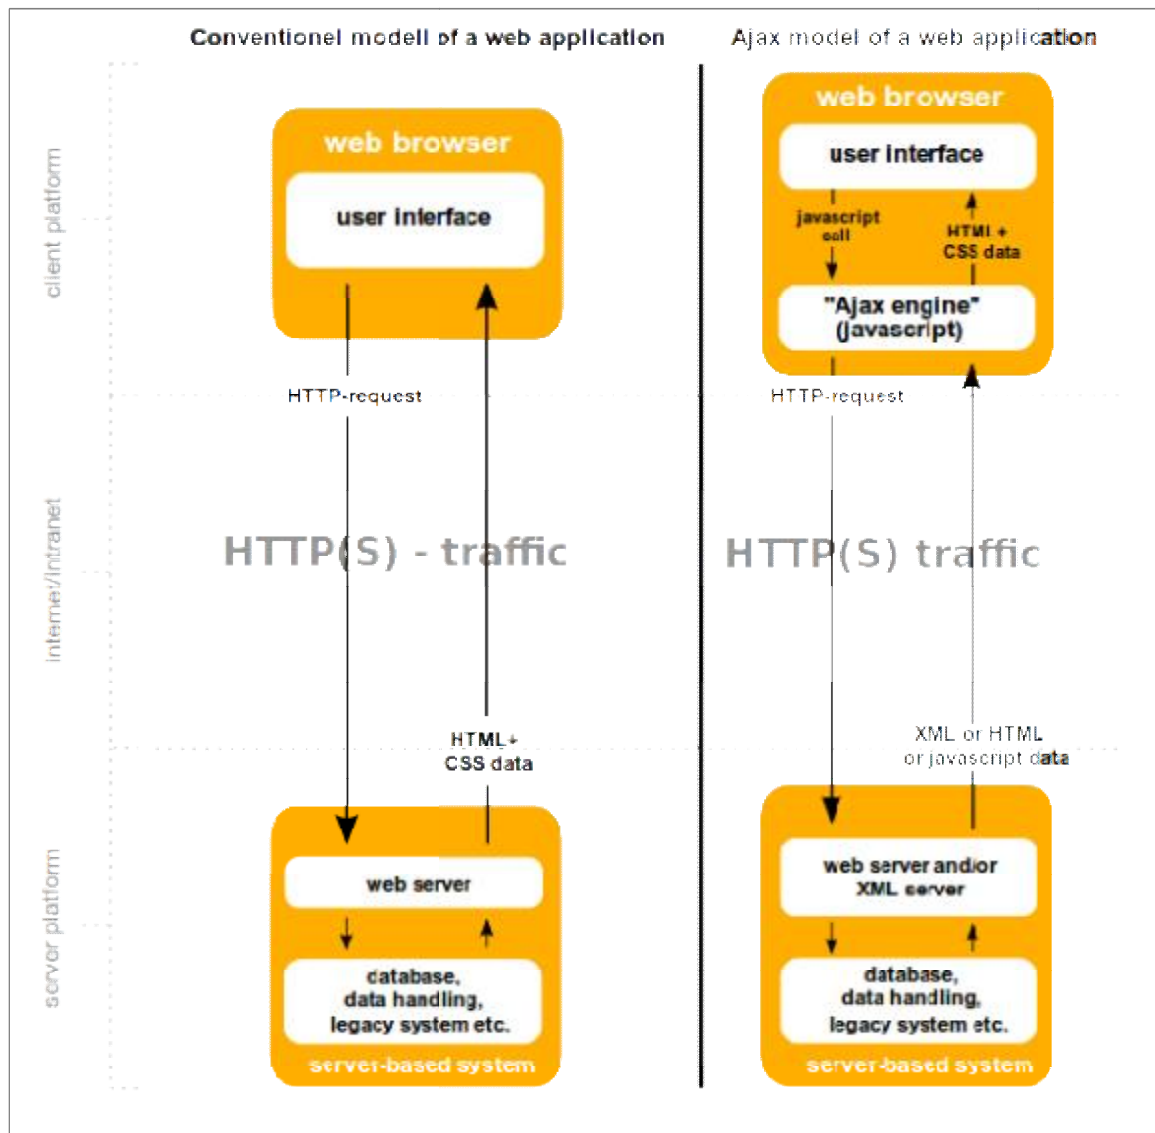 Conventionel modell of a web application
Ajax model of a web application
client platform
internet/intranet
server platform
web browser
user interface
HTTP-request
HTTP(S) - traffic
HTML+
CSS data
web server
database,
data handling,
legacy system etc.
server-based system
web browser
user interface
javascript
call
HTML +
CSS data
"Ajax engine"
(javascript)
HTTP-request
HTTP(S) traffic
XML or HTML
or javascript data
web server and/or
XML server
database,
data handling,
legacy system etc.
server-based system